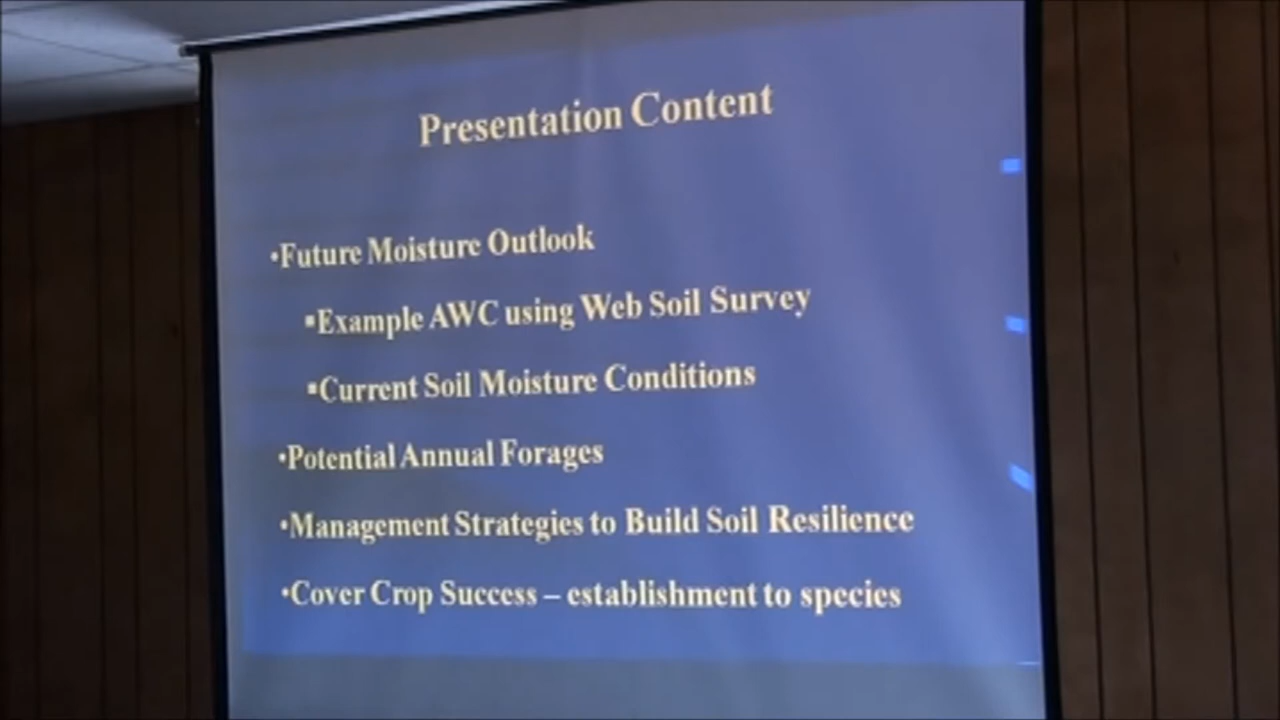 Presentation Content
•Future Moisture Outlook
▪Example AWC using Web Soil Survey
▪Current Soil Moisture Conditions
•Potential Annual Forages
•Management Strategies to Build Soil Resilience
•Cover Crop Success – establishment to species